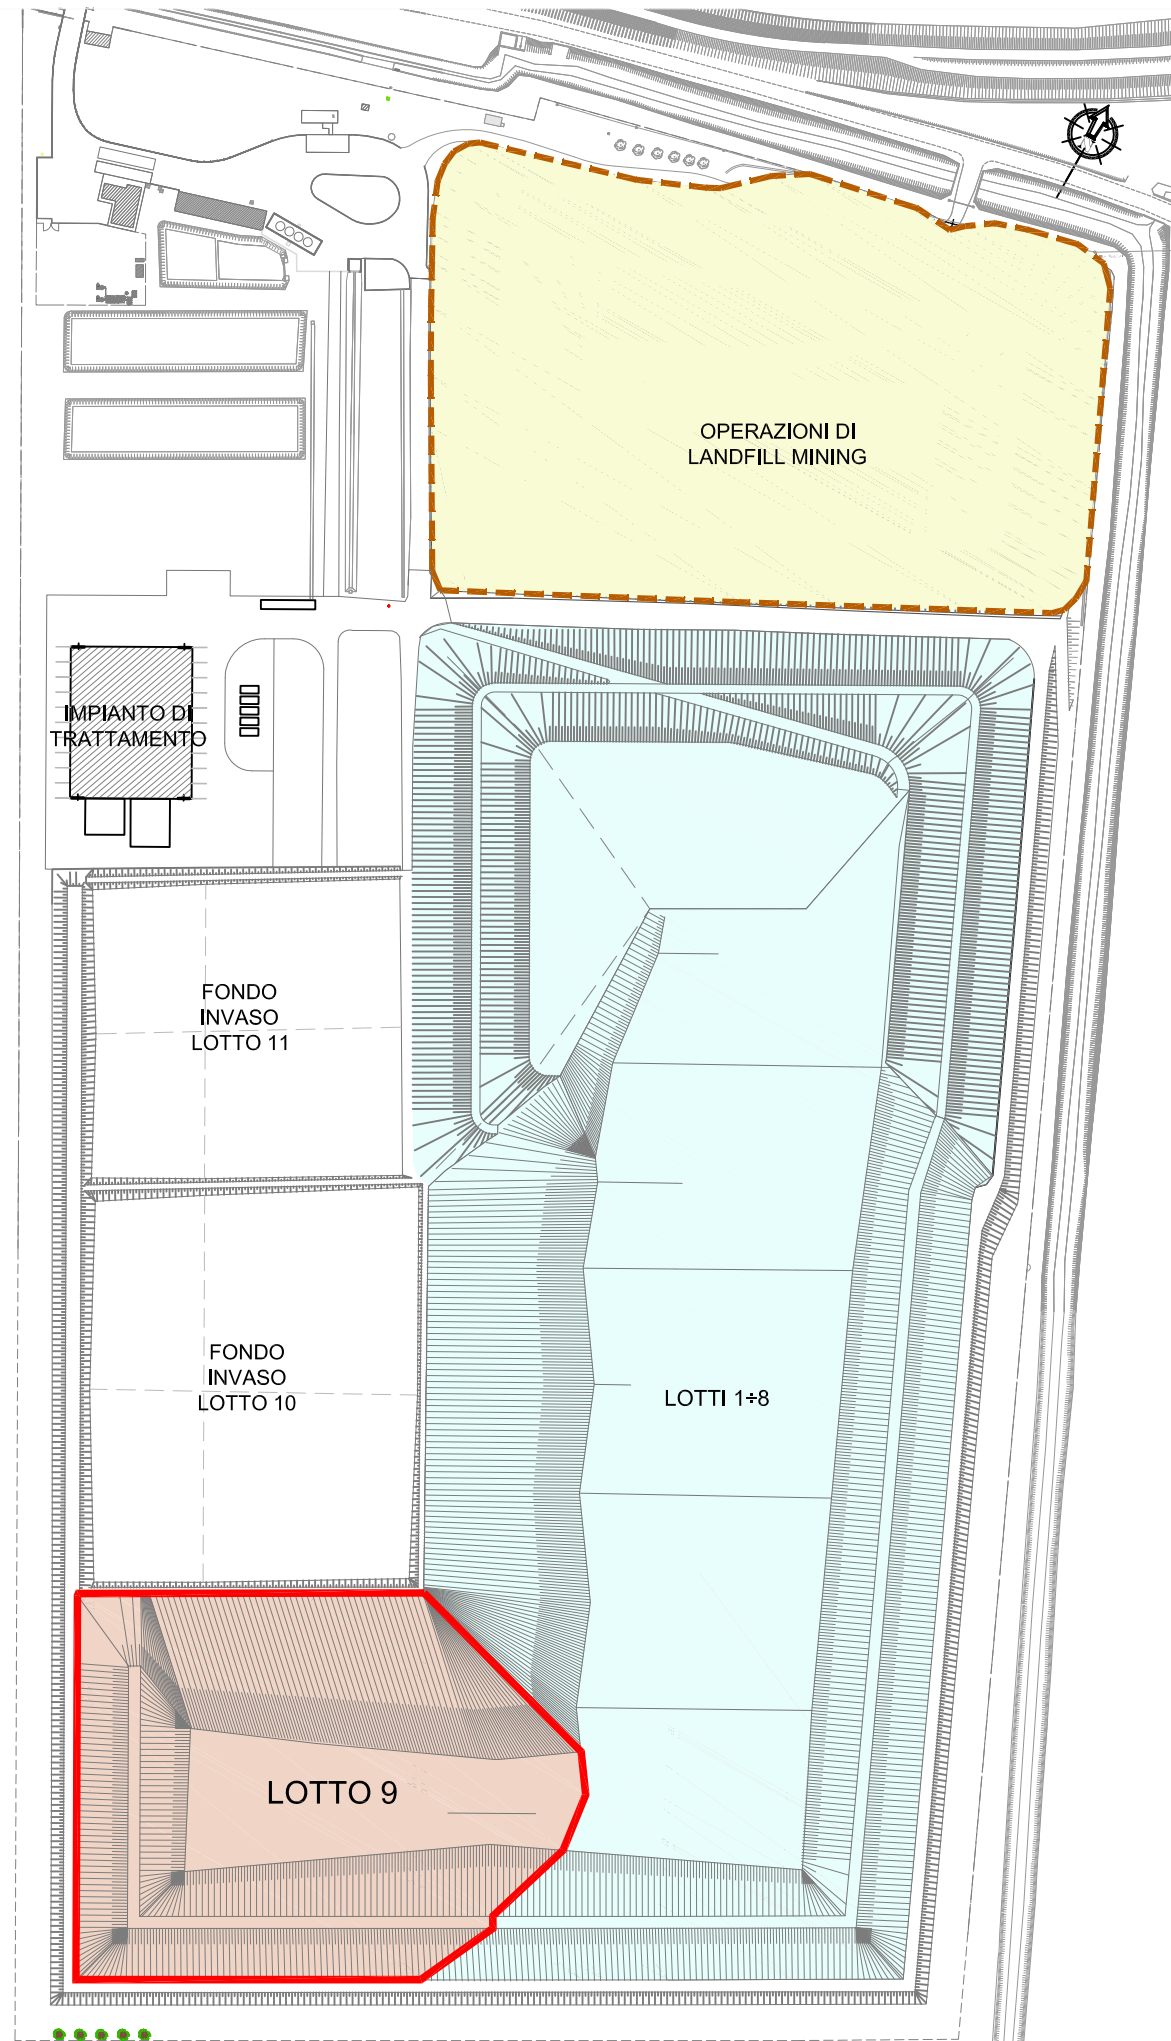 OPERAZIONI DI
LANDFILL MINING
IMPIANTO DI
TRATTAMENTO
FONDO
INVASO
LOTTO 11
FONDO
INVASO
LOTTO 10
LOTTI 1÷8
LOTTO 9